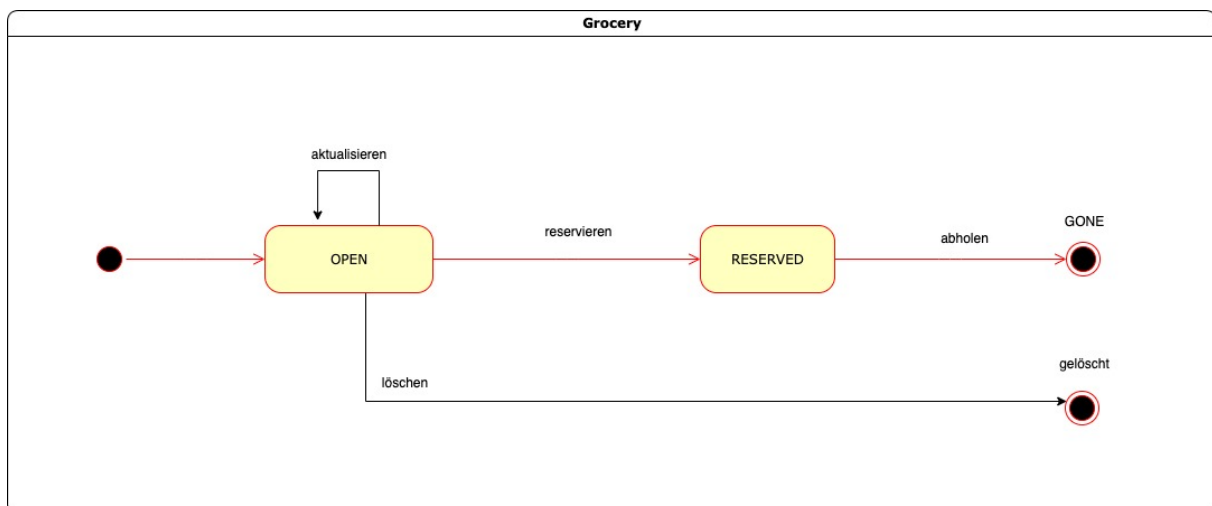 Grocery
aktualisieren
reservieren
abholen
GONE
OPEN
RESERVED
löschen
gelöscht